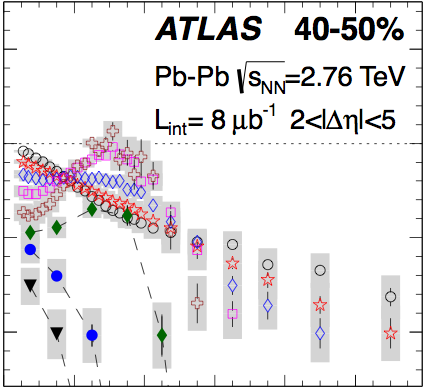 ATLAS 40-50%
Pb-Pb √sNN=2.76 TeV
Lint= 8 μb-1 2<|Δη|<5